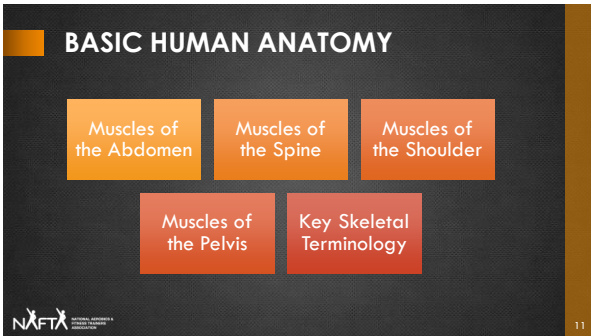 BASIC HUMAN ANATOMY
Muscles of
the Abdomen
Muscles of
the Spine
Muscles of
the Shoulder
Muscles of
the Pelvis
Key Skeletal
Terminology
NAFTA
NATIONAL AEROBICS &
FITNESS TRAINERS
ASSOCIATION
11